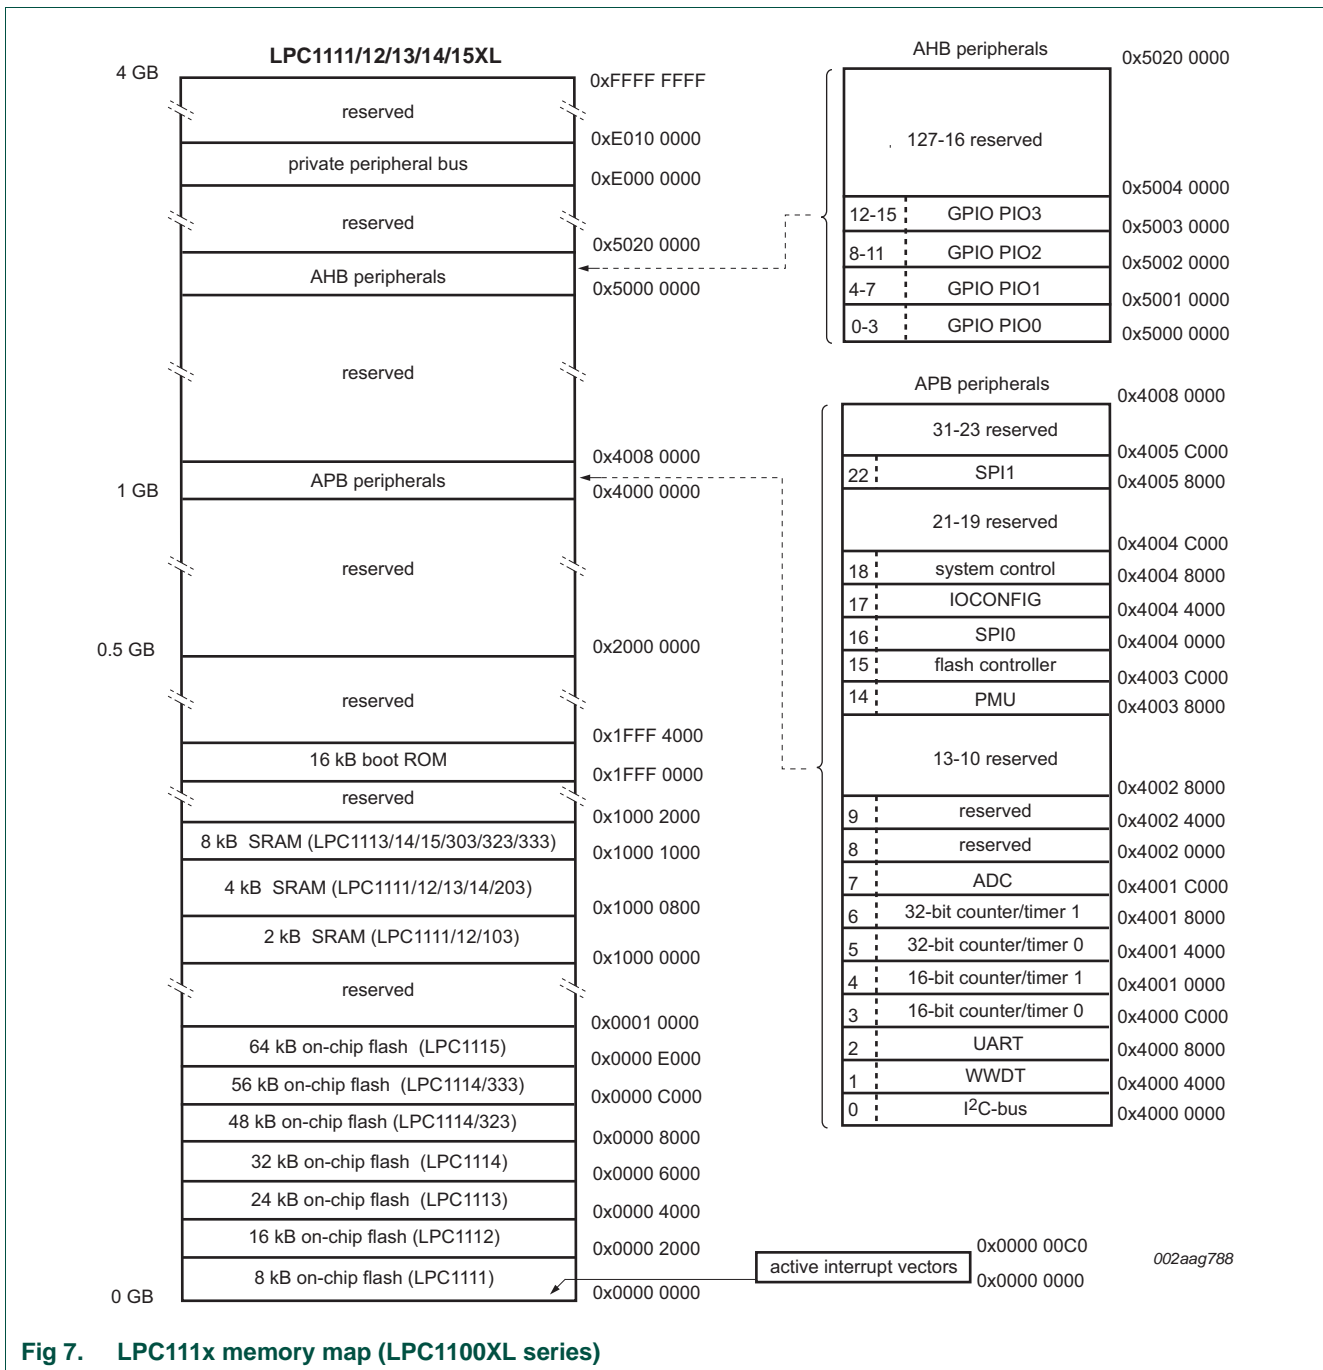 LPC1111/12/13/14/15XL
4 GB
0xFFFF FFFF
reserved
0xE010 0000
private peripheral bus
0xE000 0000
reserved
0x5020 0000
AHB peripherals
0x5000 0000
reserved
0x4008 0000
APB peripherals
1 GB
0x4000 0000
reserved
0x2000 0000
0.5 GB
reserved
0x1FFF 4000
16 kB boot ROM
0x1FFF 0000
reserved
0x1000 2000
8 kB SRAM (LPC1113/14/15/303/323/333)
0x1000 1000
4 kB SRAM (LPC1111/12/13/14/203)
0x1000 0800
2 kB SRAM (LPC1111/12/103)
0x1000 0000
reserved
0x0001 0000
64 kB on-chip flash (LPC1115)
0x0000 E000
56 kB on-chip flash (LPC1114/333)
0x0000 C000
48 kB on-chip flash (LPC1114/323)
0x0000 8000
32 kB on-chip flash (LPC1114)
0x0000 6000
24 kB on-chip flash (LPC1113)
0x0000 4000
16 kB on-chip flash (LPC1112)
0x0000 2000
8 kB on-chip flash (LPC1111)
0 GB
0x0000 0000
AHB peripherals
0x5020 0000
127-16 reserved
0x5004 0000
12-15 GPIO PIO3
0x5003 0000
8-11 GPIO PIO2
0x5002 0000
4-7 GPIO PIO1
0x5001 0000
0-3 GPIO PIO0
0x5000 0000
APB peripherals
0x4008 0000
31-23 reserved
0x4005 C000
22 SPI1
0x4005 8000
21-19 reserved
0x4004 C000
18 system control
0x4004 8000
17 IOCONFIG
0x4004 4000
16 SPI0
0x4004 0000
15 flash controller
0x4003 C000
14 PMU
0x4003 8000
13-10 reserved
0x4002 8000
9 reserved
0x4002 4000
8 reserved
0x4002 0000
7 ADC
0x4001 C000
6 32-bit counter/timer 1
0x4001 8000
5 32-bit counter/timer 0
0x4001 4000
4 16-bit counter/timer 1
0x4001 0000
3 16-bit counter/timer 0
0x4000 C000
2 UART
0x4000 8000
1 WWDT
0x4000 4000
0 I2C-bus
0x4000 0000
0x0000 00C0
active interrupt vectors
0x0000 0000
002aag788
Fig 7. LPC111x memory map (LPC1100XL series)